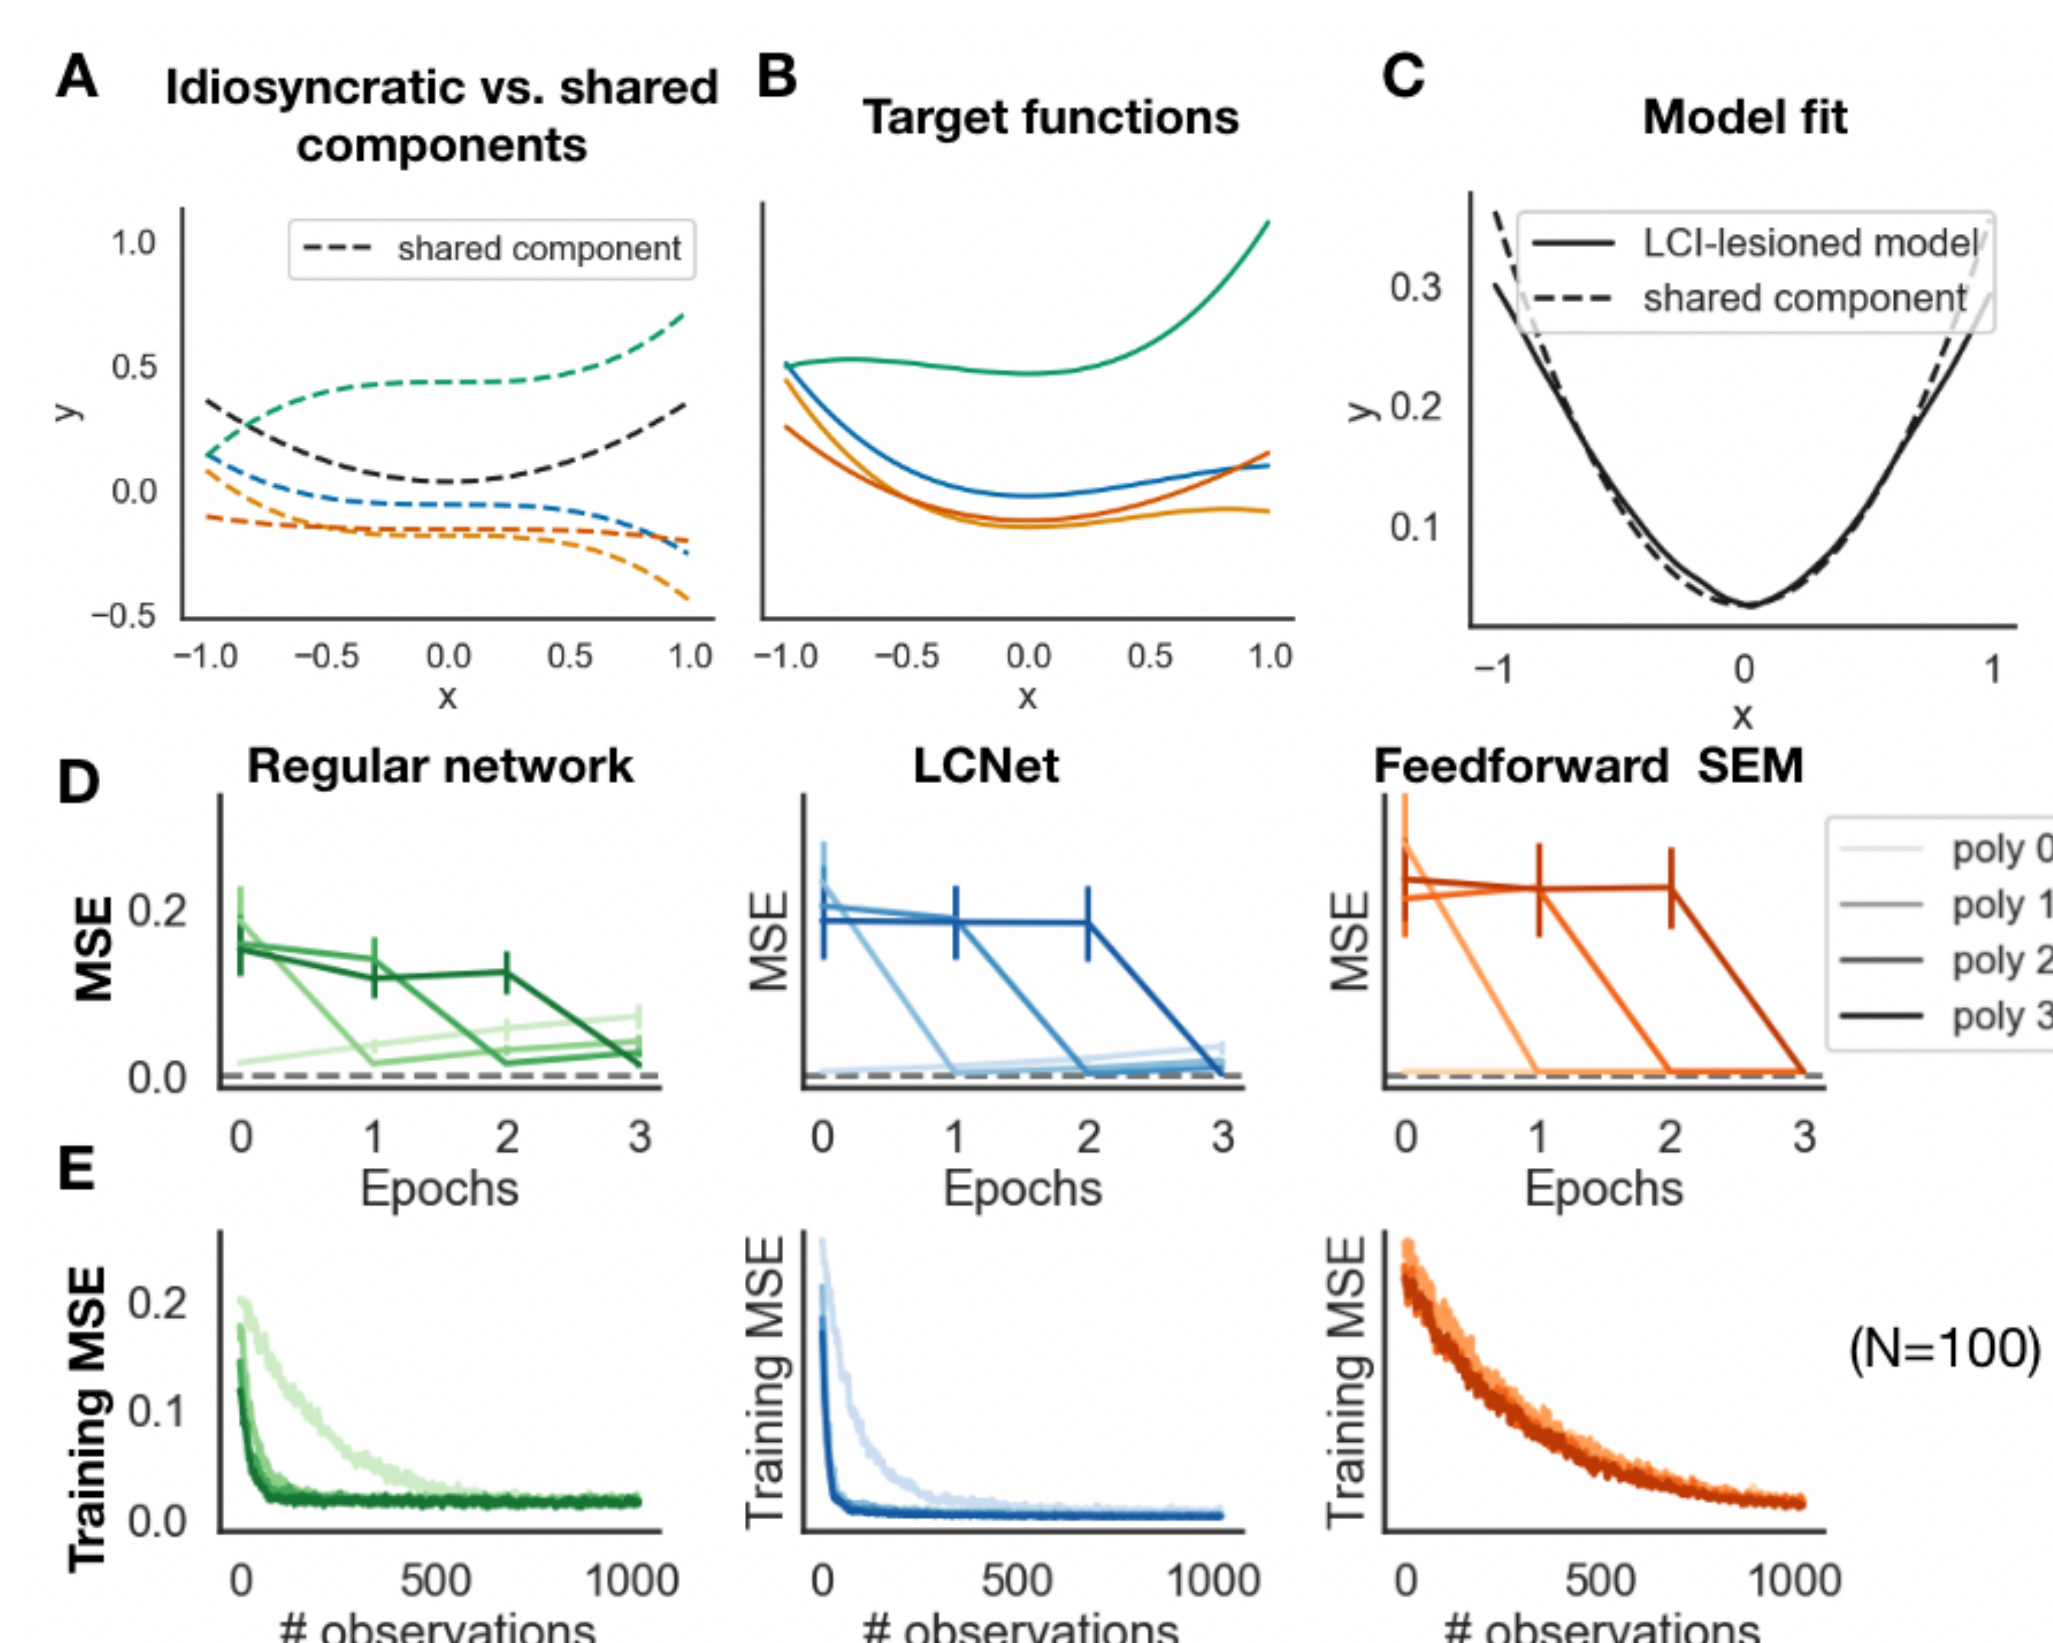 A
Idiosyncratic vs. shared
components
shared component
1.0
0.5
0.0
−0.5
y
−1.0 −0.5 0.0 0.5 1.0
x
B
Target functions
−1.0 −0.5 0.0 0.5 1.0
x
C
Model fit
LCI-lesioned model
shared component
0.3
0.2
0.1
y
−1 0 1
x
D
Regular network
MSE
0.2
0.0
0 1 2 3
Epochs
LCNet
MSE
0 1 2 3
Epochs
Feedforward SEM
MSE
0 1 2 3
Epochs
poly 0
poly 1
poly 2
poly 3
E
Training MSE
0.2
0.1
0.0
0 500 1000
# observations
Training MSE
0 500 1000
# observations
Training MSE
0 500 1000
# observations
(N=100)